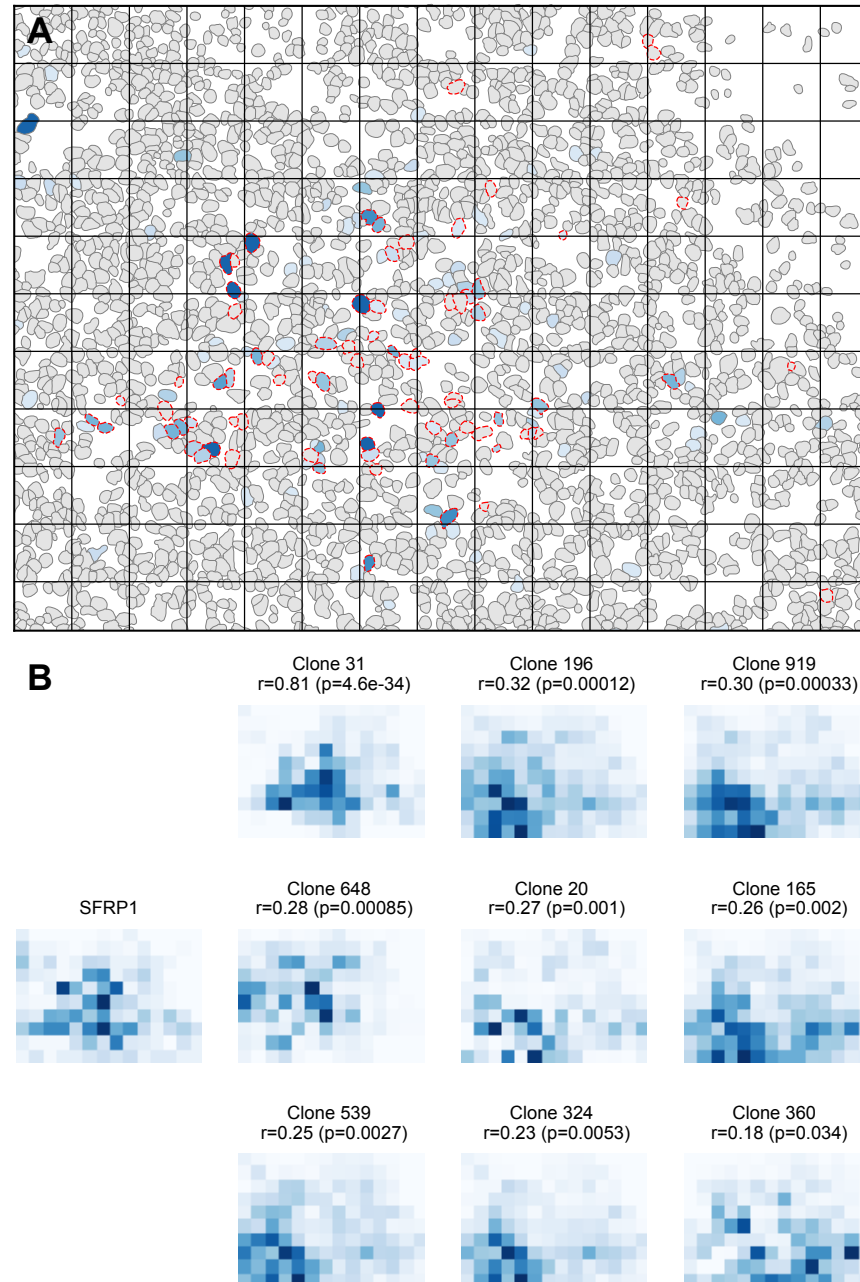 A
B
Clone 31
r=0.81 (p=4.6e-34)
Clone 196
r=0.32 (p=0.00012)
Clone 919
r=0.30 (p=0.00033)
SFRP1
Clone 648
r=0.28 (p=0.00085)
Clone 20
r=0.27 (p=0.001)
Clone 165
r=0.26 (p=0.002)
Clone 539
r=0.25 (p=0.0027)
Clone 324
r=0.23 (p=0.0053)
Clone 360
r=0.18 (p=0.034)